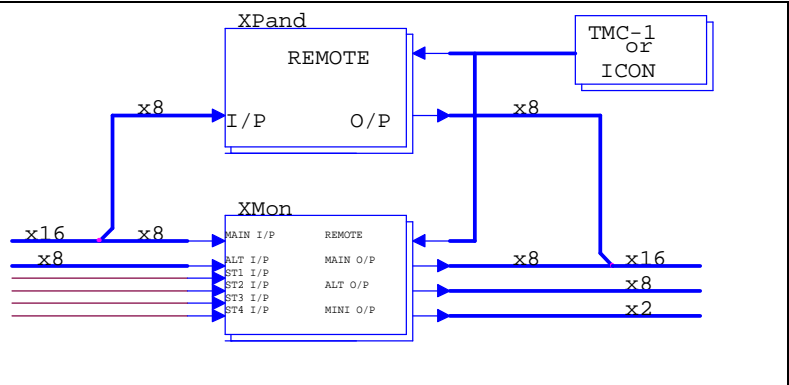 XPand
TMC-1
or
ICON
REMOTE
x8
x8
I/P
O/P
XMon
x16
x8
MAIN I/P
REMOTE
x8
ALT I/P
MAIN O/P
x8
x16
ST1 I/P
ST2 I/P
ALT O/P
x8
ST3 I/P
ST4 I/P
MINI O/P
x2